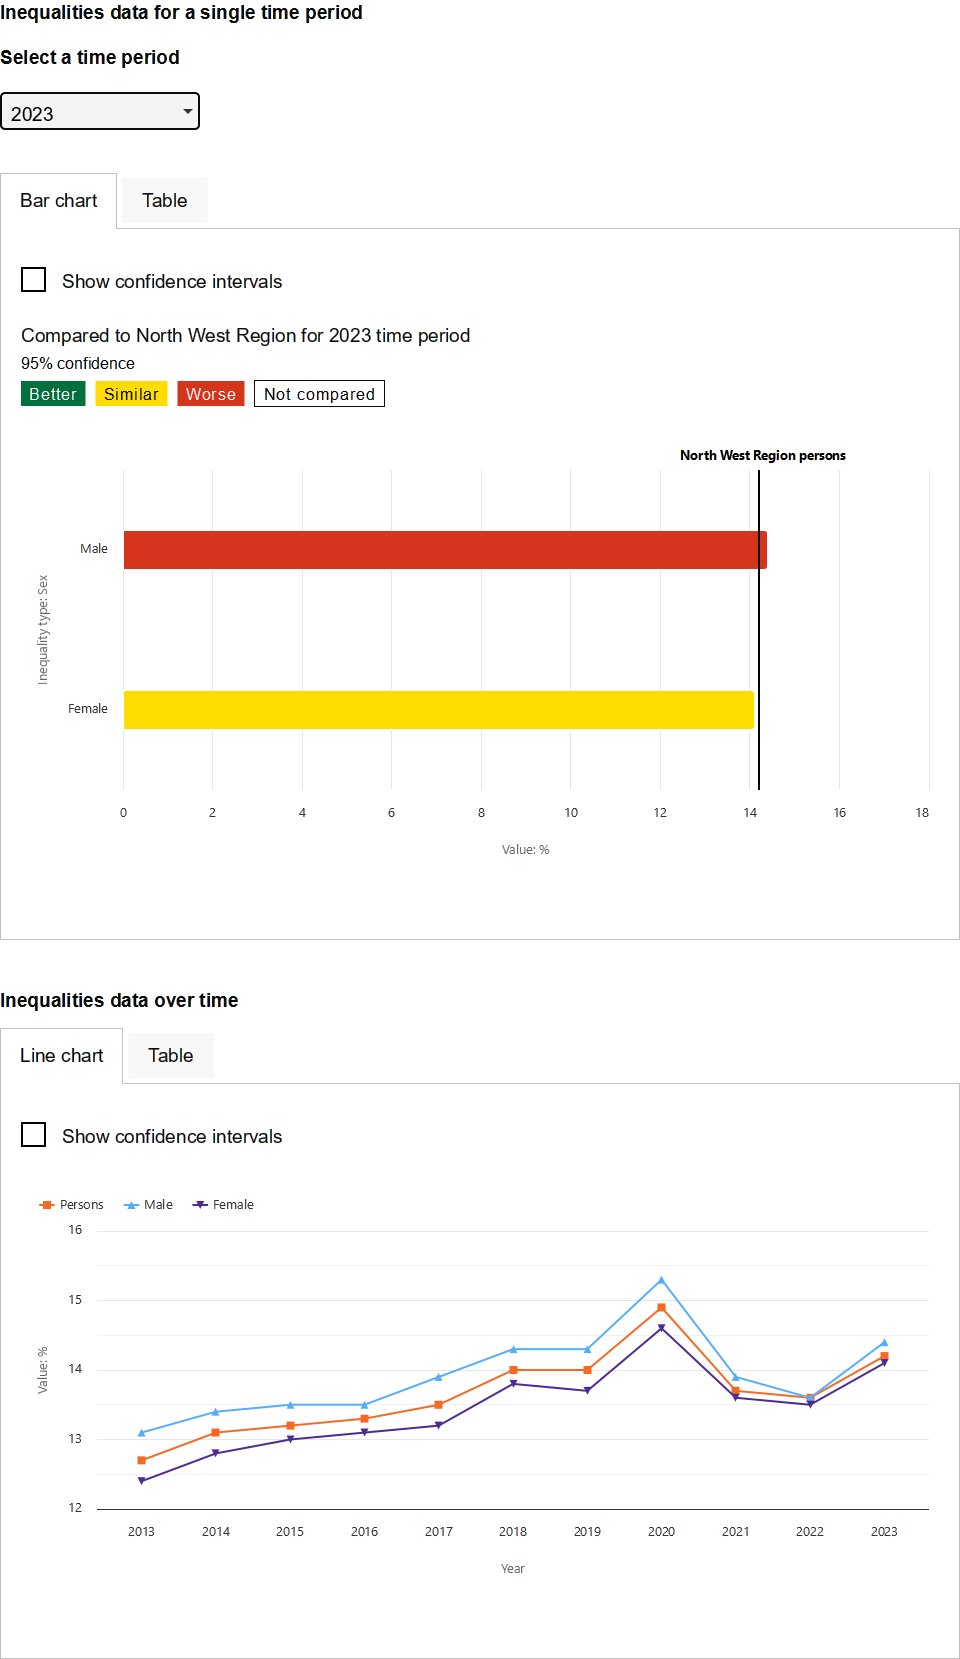 Inequalities data for a single time period
Select a time period
2023
Bar chart Table
Show confidence intervals
Compared to North West Region for 2023 time period
95% confidence
Better Similar Worse Not compared
North West Region persons
Male
Inequality type: Sex
Female
0 2 4 6 8 10 12 14 16 18
Value: %
Inequalities data over time
Line chart Table
Show confidence intervals
Persons Male Female
16
15
Value: %
14
13
12
2013 2014 2015 2016 2017 2018 2019 2020 2021 2022 2023
Year